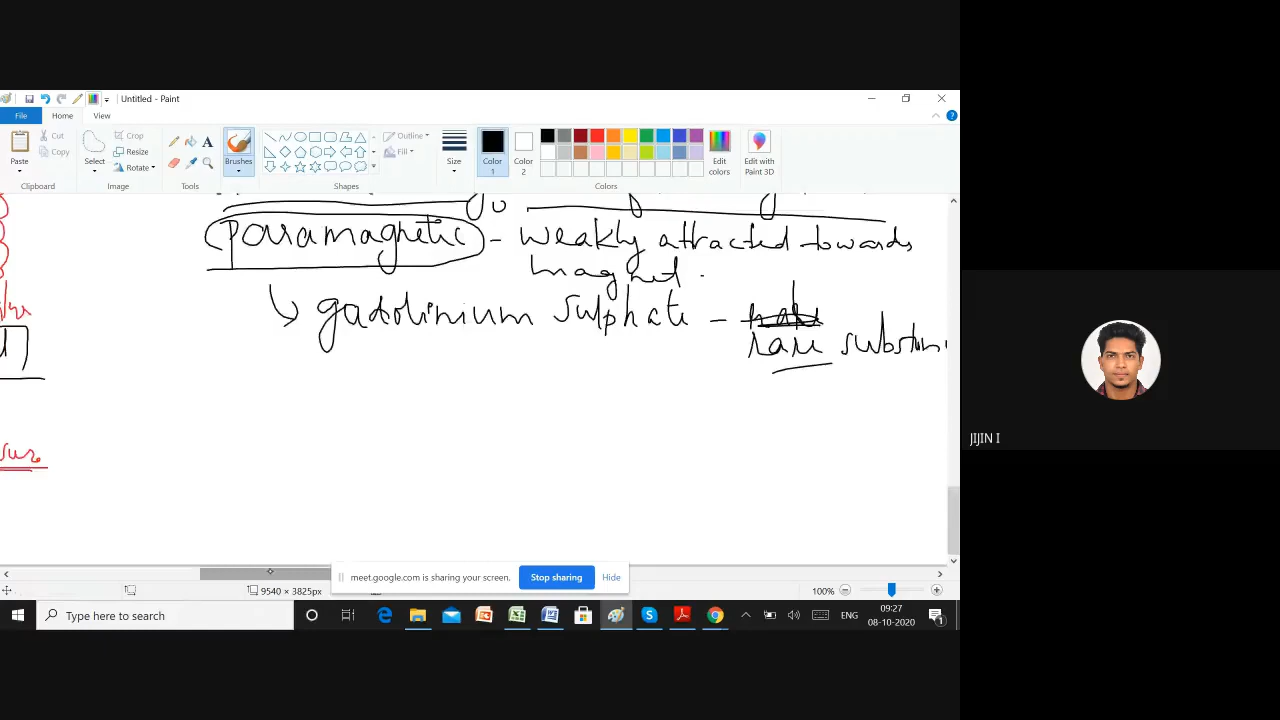 Untitled - Paint
File
Home
View
Paste
Cut
Copy
Clipboard
Select
Crop
Resize
Rotate
Image
Tools
Brushes
Outline
Fill
Shapes
Size
Color 1
Color 2
Edit colors
Edit with Paint 3D
Colors
Paramagnetic - weakly attracted towards
magnet.
gadolinium sulphate -
rare
JIJIN I
meet.google.com is sharing your screen.
Stop sharing
Hide
9540 × 3825px
100%
Type here to search
ENG
09:27
08-10-2020
1